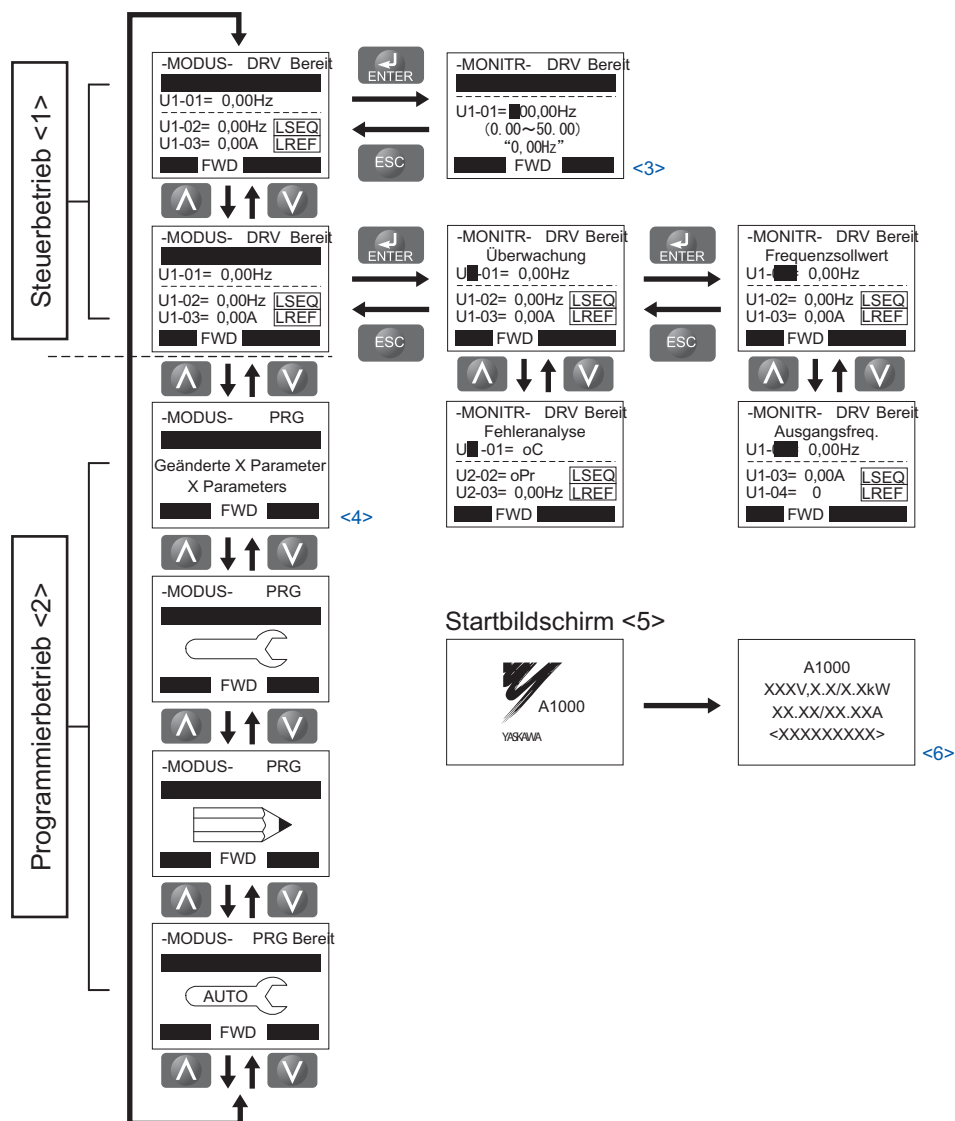 Steuerbetrieb <1>
-MODUS- DRV Bereit
U1-01= 0,00Hz
U1-02= 0,00Hz LSEQ
U1-03= 0,00A LREF
FWD
ENTER
ESC
-MONITR- DRV Bereit
U1-01= 00,00Hz
(0. 00～50. 00)
“0, 00Hz”
FWD
<3>
-MODUS- DRV Bereit
U1-01= 0,00Hz
U1-02= 0,00Hz LSEQ
U1-03= 0,00A LREF
FWD
ENTER
ESC
-MONITR- DRV Bereit
Überwachung
U -01= 0,00Hz
U1-02= 0,00Hz LSEQ
U1-03= 0,00A LREF
FWD
ENTER
ESC
-MONITR- DRV Bereit
Frequenzsollwert
U1- 0,00Hz
U1-02= 0,00Hz LSEQ
U1-03= 0,00A LREF
FWD
-MONITR- DRV Bereit
Fehleranalyse
U -01= oC
U2-02= oPr LSEQ
U2-03= 0,00Hz LREF
FWD
-MONITR- DRV Bereit
Ausgangsfreq.
U1- 0,00Hz
U1-03= 0,00A LSEQ
U1-04= 0 LREF
FWD
Programmierbetrieb <2>
-MODUS- PRG
Geänderte X Parameter
X Parameters
FWD
<4>
-MODUS- PRG
FWD
-MODUS- PRG
FWD
-MODUS- PRG Bereit
AUTO
FWD
Startbildschirm <5>
A1000
YASKAWA
A1000
XXXV,X.X/X.XkW
XX.XX/XX.XXA
<XXXXXXXXX>
<6>